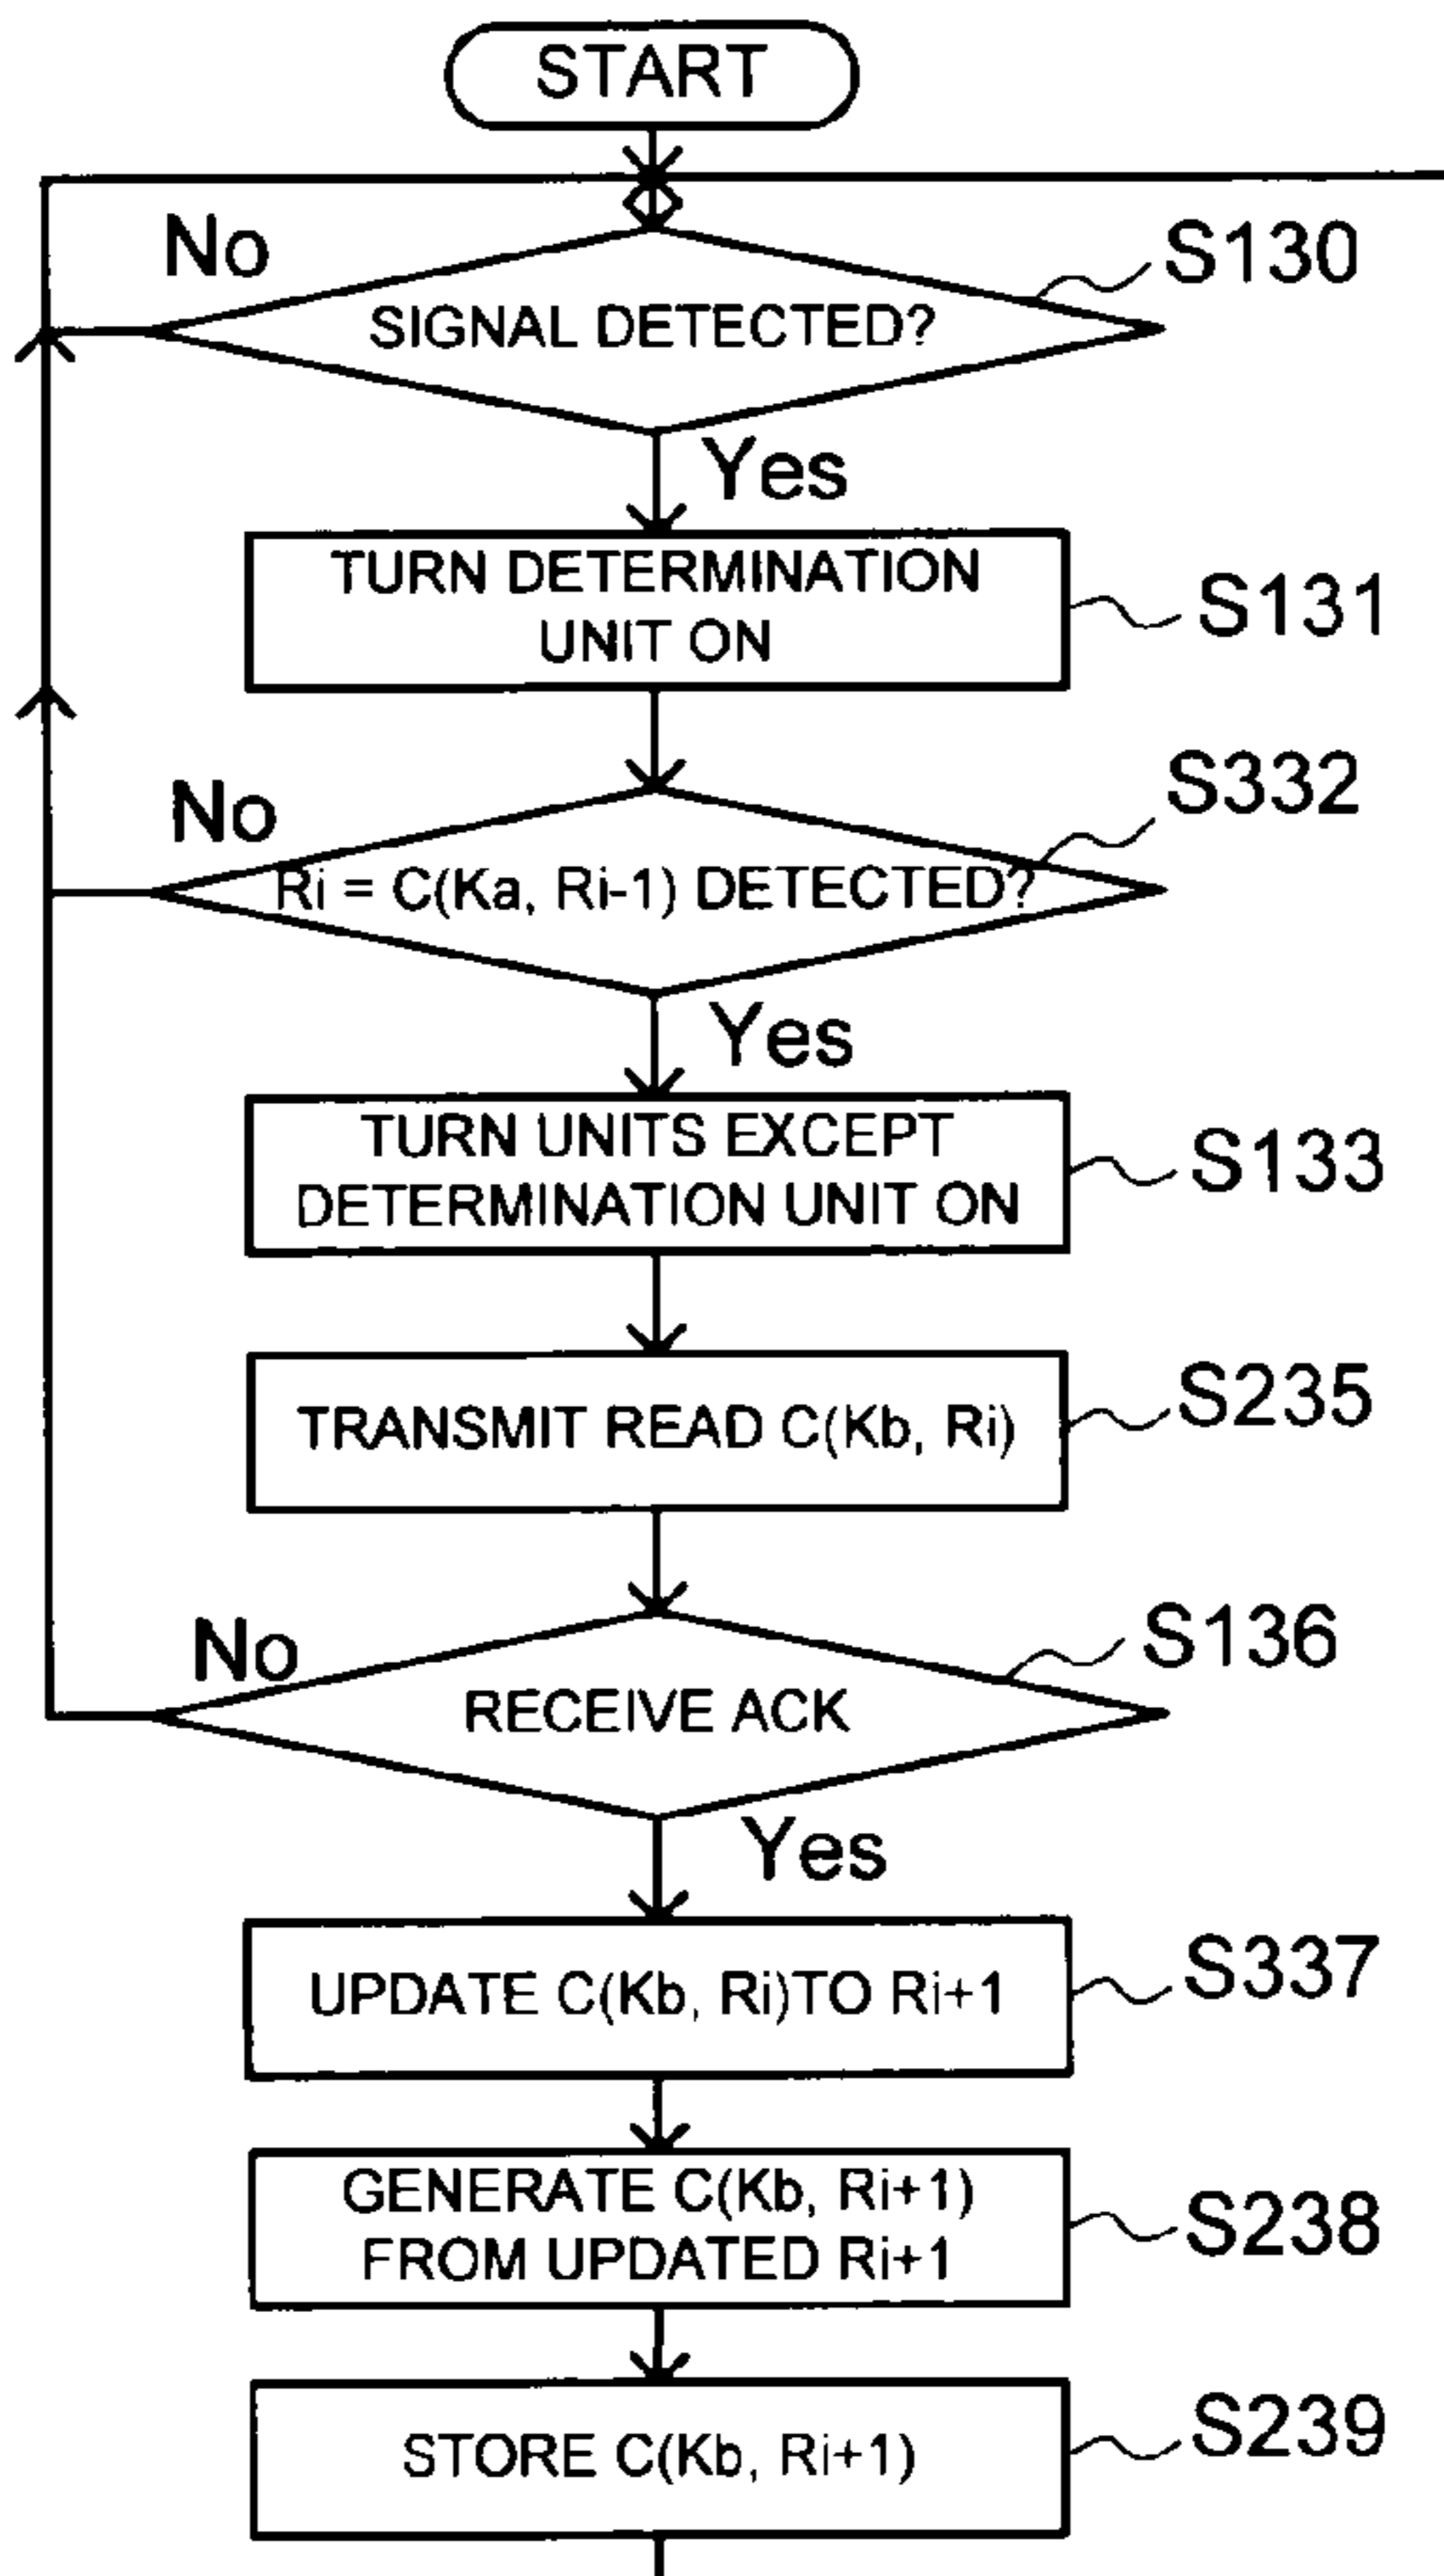 START
No
S130
SIGNAL DETECTED?
Yes
TURN DETERMINATION
UNIT ON
S131
S332
No
Ri = C(Ka, Ri-1) DETECTED?
Yes
TURN UNITS EXCEPT
DETERMINATION UNIT ON
S133
TRANSMIT READ C(Kb, Ri)
S235
S136
No
RECEIVE ACK
Yes
UPDATE C(Kb, Ri)TO Ri+1
S337
GENERATE C(Kb, Ri+1)
FROM UPDATED Ri+1
S238
STORE C(Kb, Ri+1)
S239